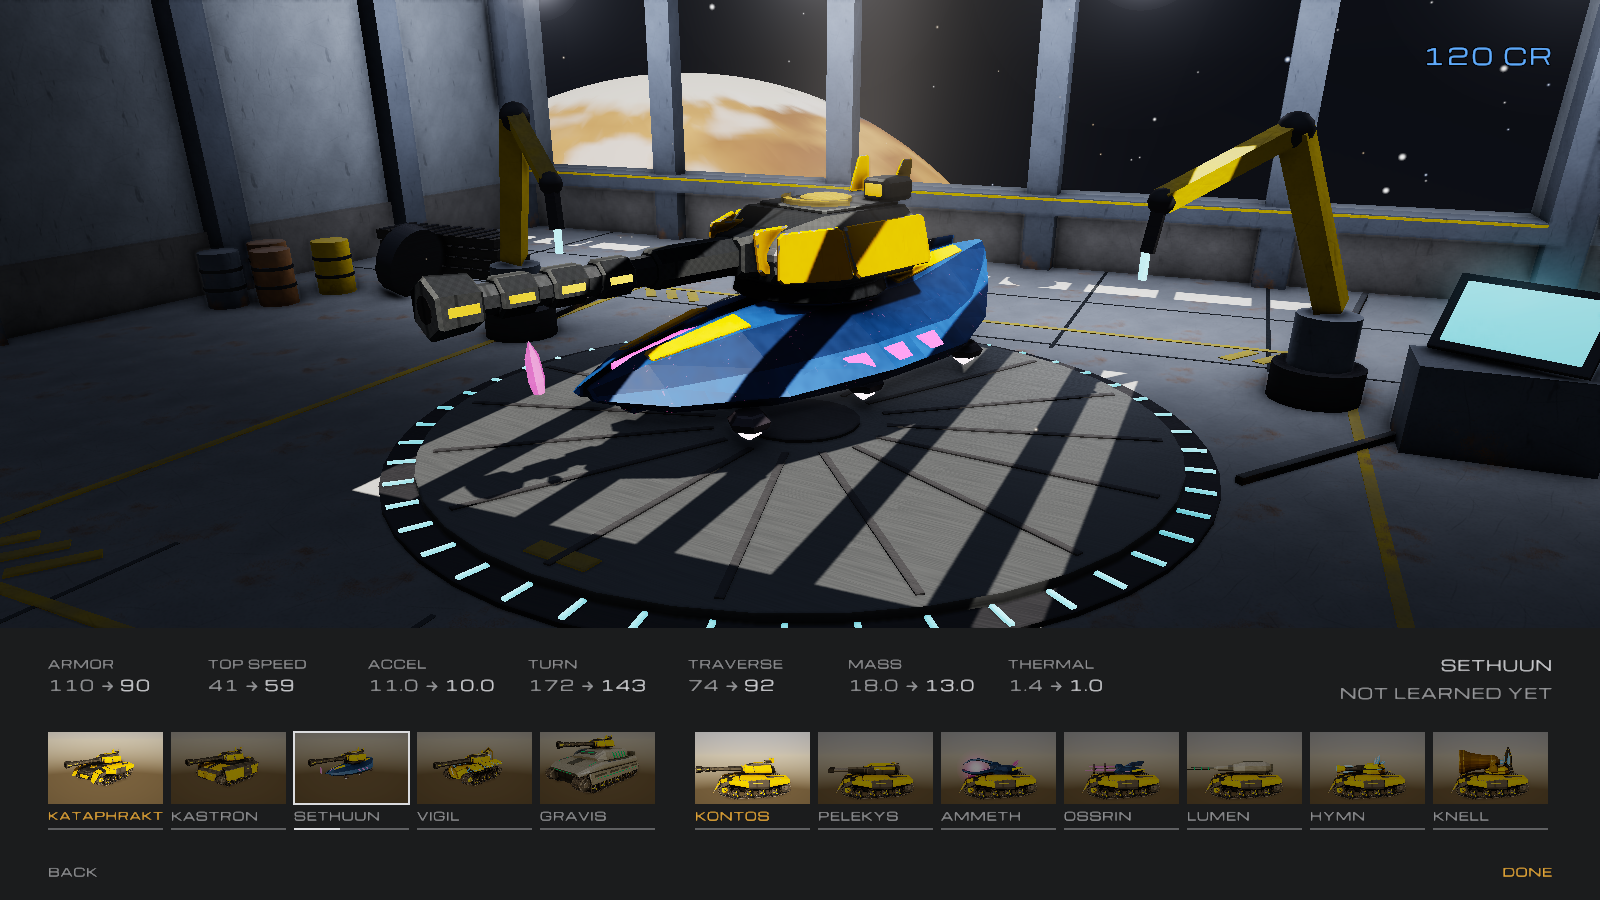 120 CR
ARMOR
110 → 90
TOP SPEED
41 → 59
ACCEL
11.0 → 10.0
TURN
172 → 143
TRAVERSE
74 → 92
MASS
18.0 → 13.0
THERMAL
1.4 → 1.0
SETHUUN
NOT LEARNED YET
KATAPHRAKT
KASTRON
SETHUUN
VIGIL
GRAVIS
KONTOS
PELEKYS
AMMETH
OSSRIN
LUMEN
HYMN
KNELL
BACK
DONE